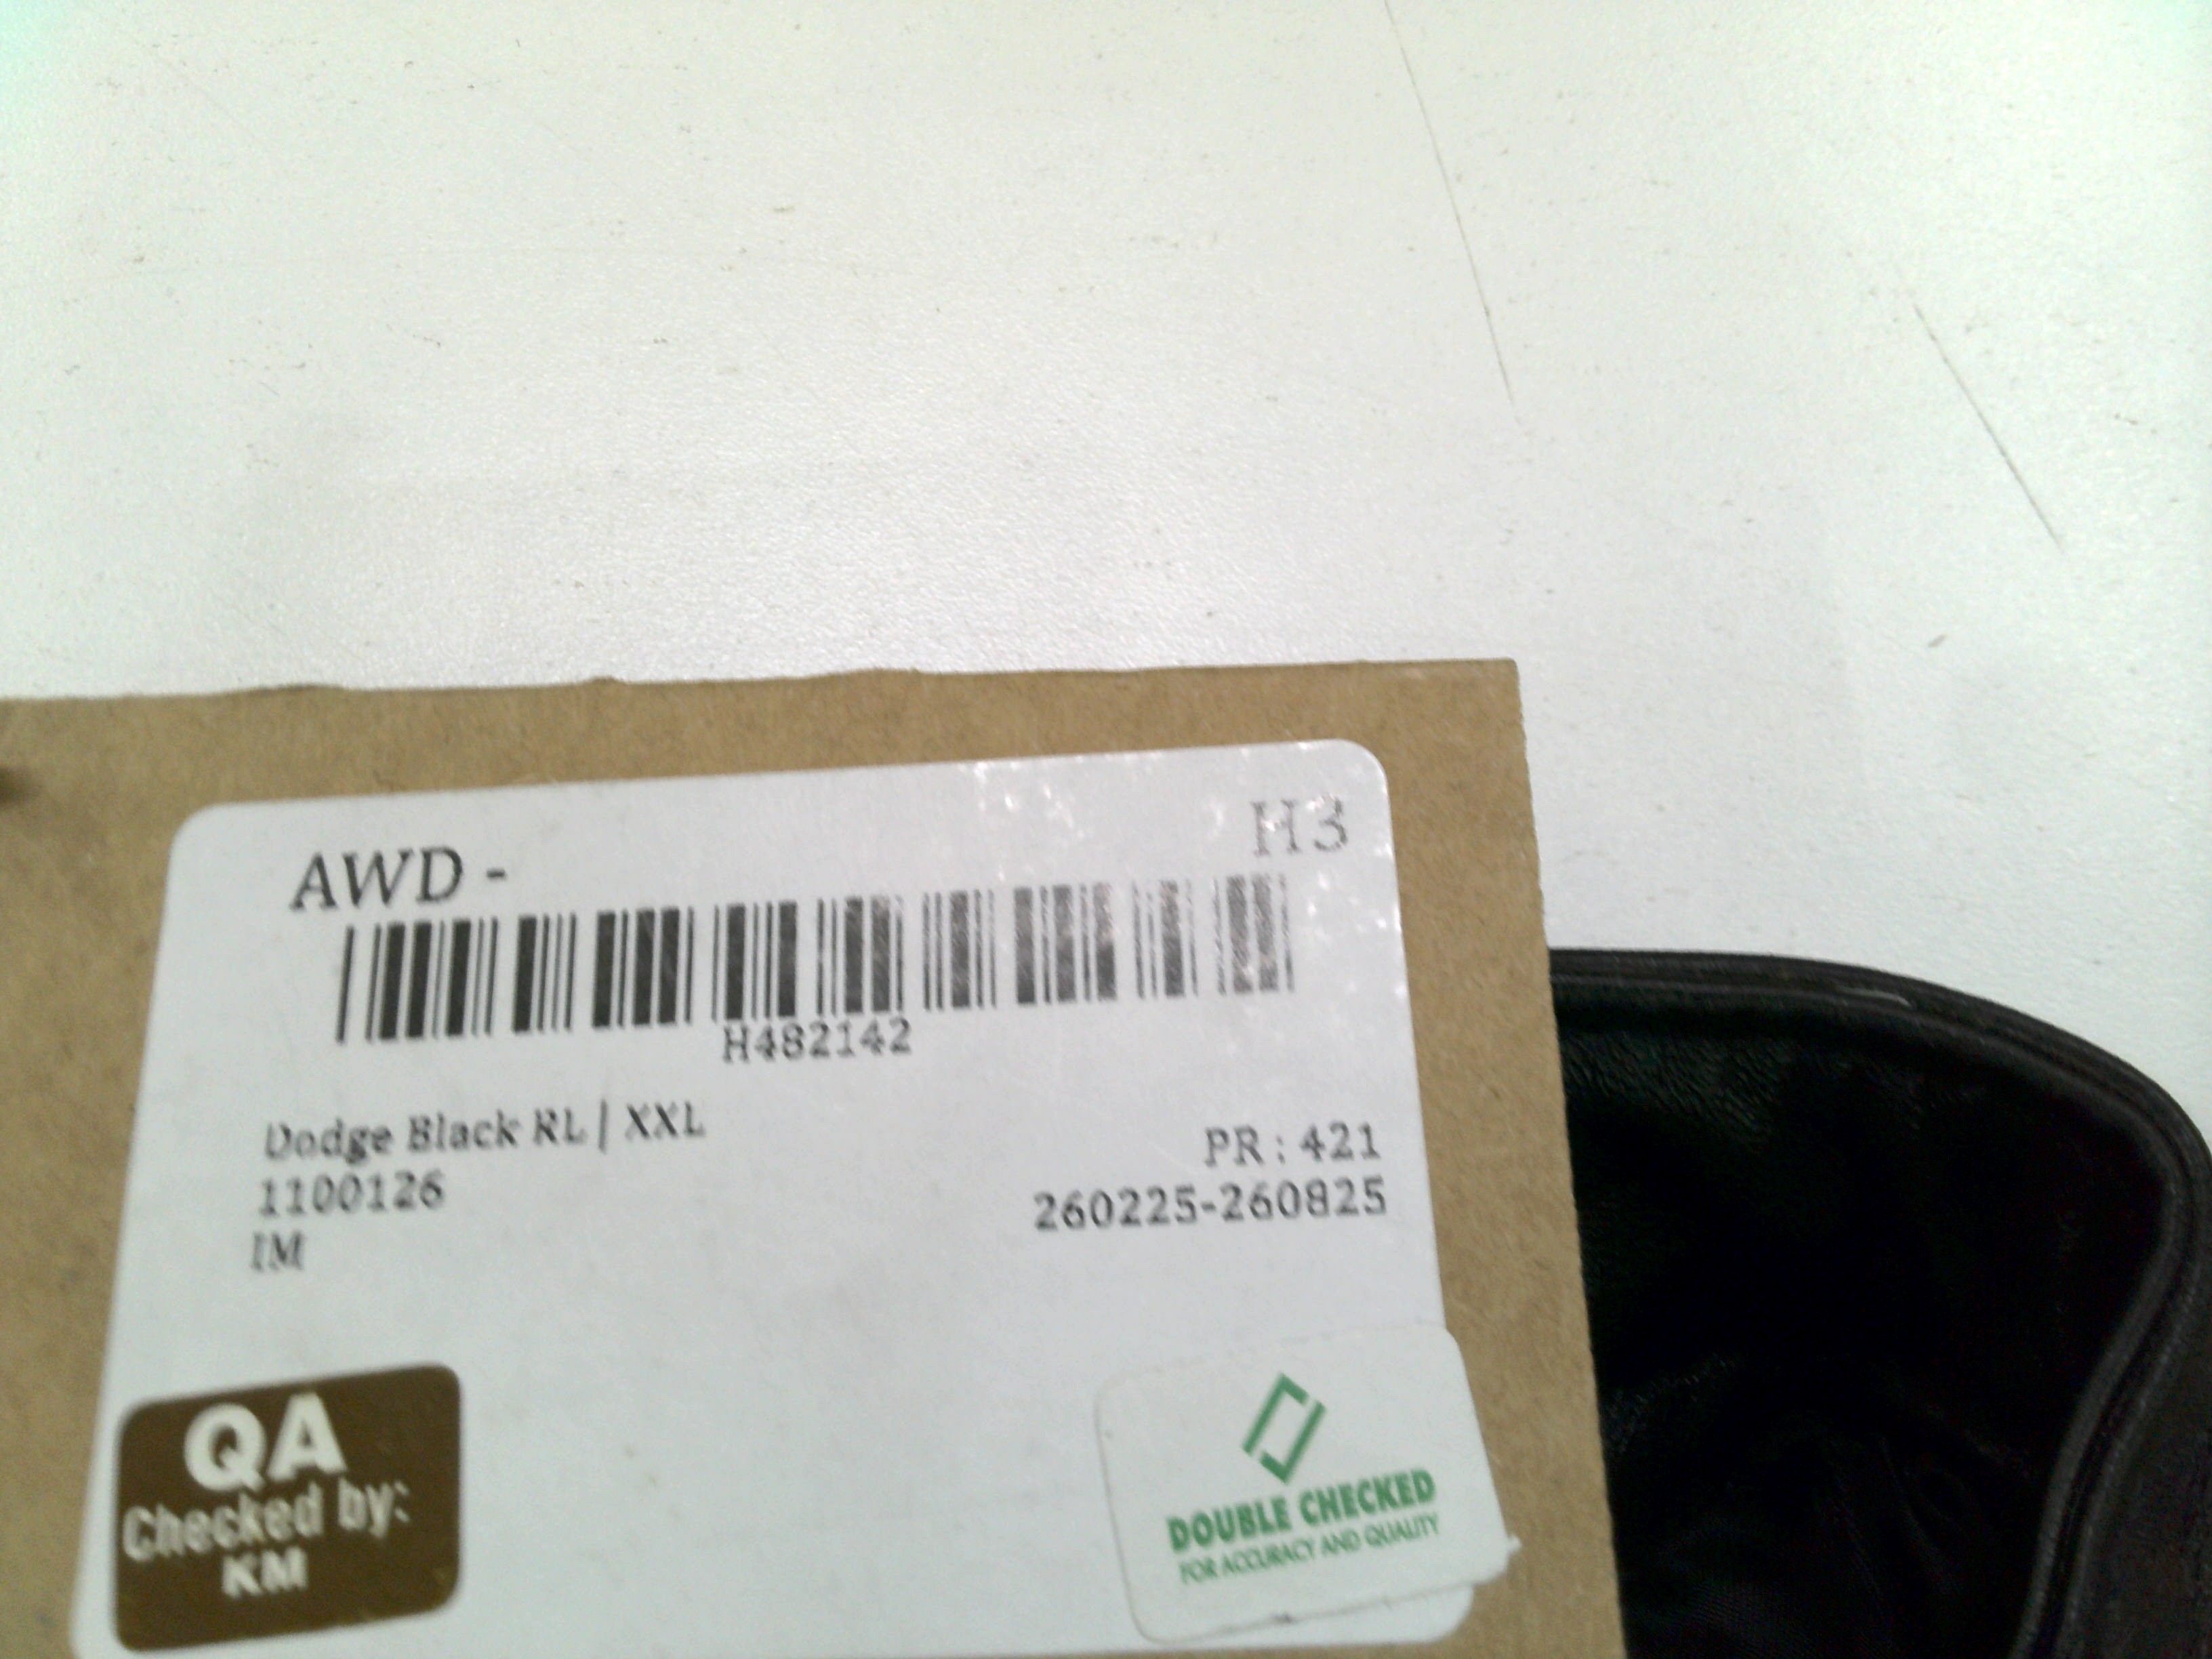 AWD - H3
H482142
Dodge Black RL | XXL
1100126
PR : 421
IM
260225-260825
QA
Checked by:
KM
DOUBLE CHECKED
FOR ACCURACY AND QUALITY